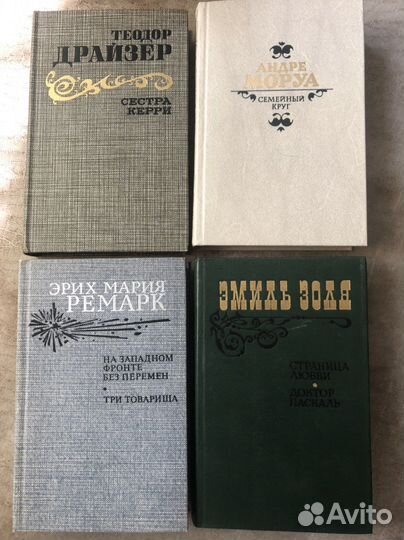 ТЕОДОР
ДРАЙЗЕР
СЕСТРА
КЕРРИ
АНДРЕ
МОРУА
СЕМЕЙНЫЙ
КРУГ
ЭРИХ МАРИЯ
РЕМАРК
НА ЗАПАДНОМ
ФРОНТЕ
БЕЗ ПЕРЕМЕН
ТРИ ТОВАРИЩА
ЭМИЛЬ ЗОЛЯ
СТРАНИЦА
ЛЮБВИ
ДОКТОР
ПАСКАЛЬ
Avito